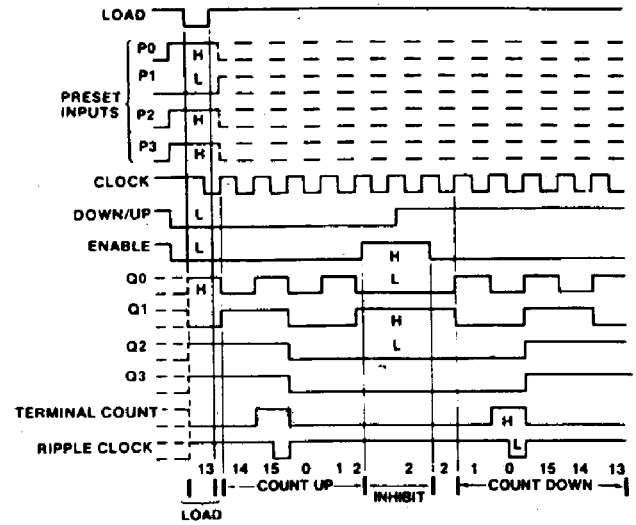 LOAD
P0 H
P1 L
PRESET INPUTS
P2 H
P3 H
CLOCK
DOWN/UP L
ENABLE L H
Q0 H L
Q1 H
Q2 L
Q3
TERMINAL COUNT H
RIPPLE CLOCK L
13 14 15 0 1 2 2 2 1 0 15 14 13
COUNT UP INHIBIT COUNT DOWN
LOAD